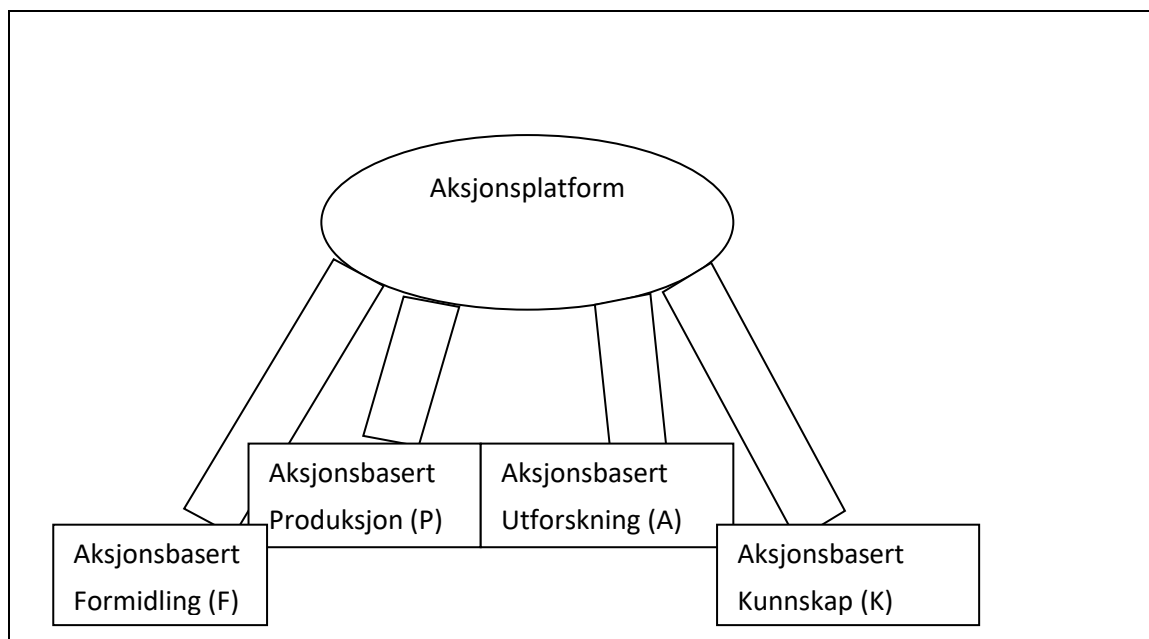 Aksjonsplatform
Aksjonsbasert
Produksjon (P)
Aksjonsbasert
Utforskning (A)
Aksjonsbasert
Formidling (F)
Aksjonsbasert
Kunnskap (K)